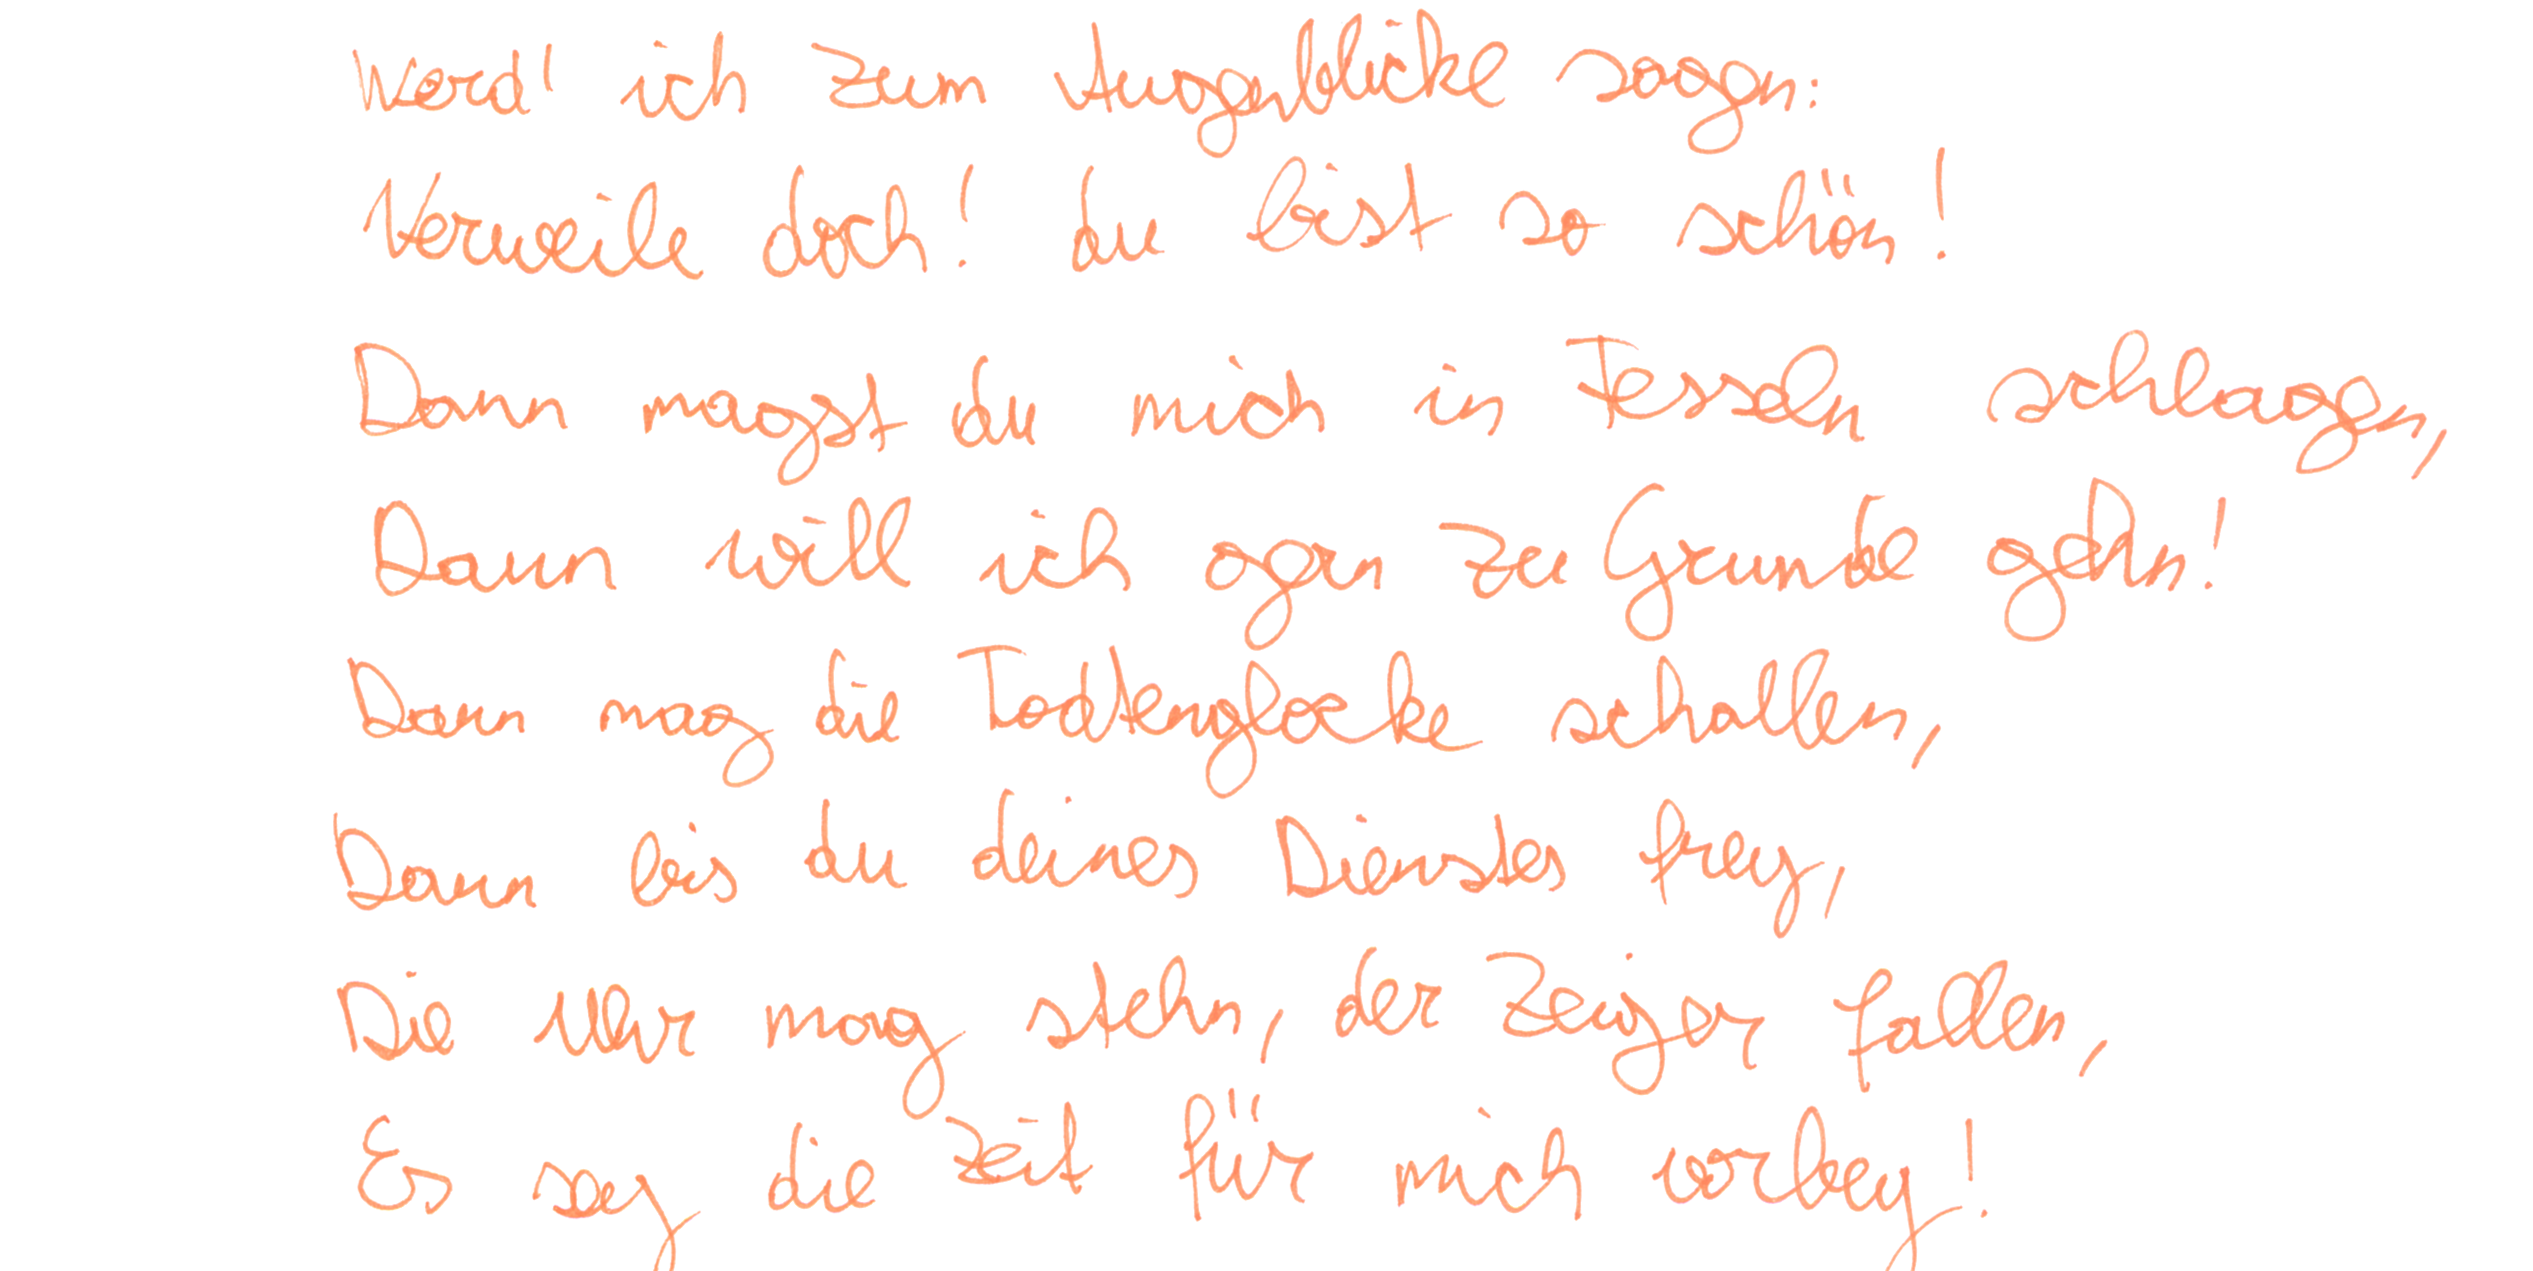 Werd' ich zum Augenblicke sagen:
Verweile doch! du bist so schön!
Dann magst du mich in Fesseln schlagen,
Dann will ich gern zu Grunde gehn!
Dann mag die Todtenglocke schallen,
Dann bis du deines Dienstes frey,
Die Uhr mag stehn, der Zeiger fallen,
Es sey die Zeit für mich vorbey!